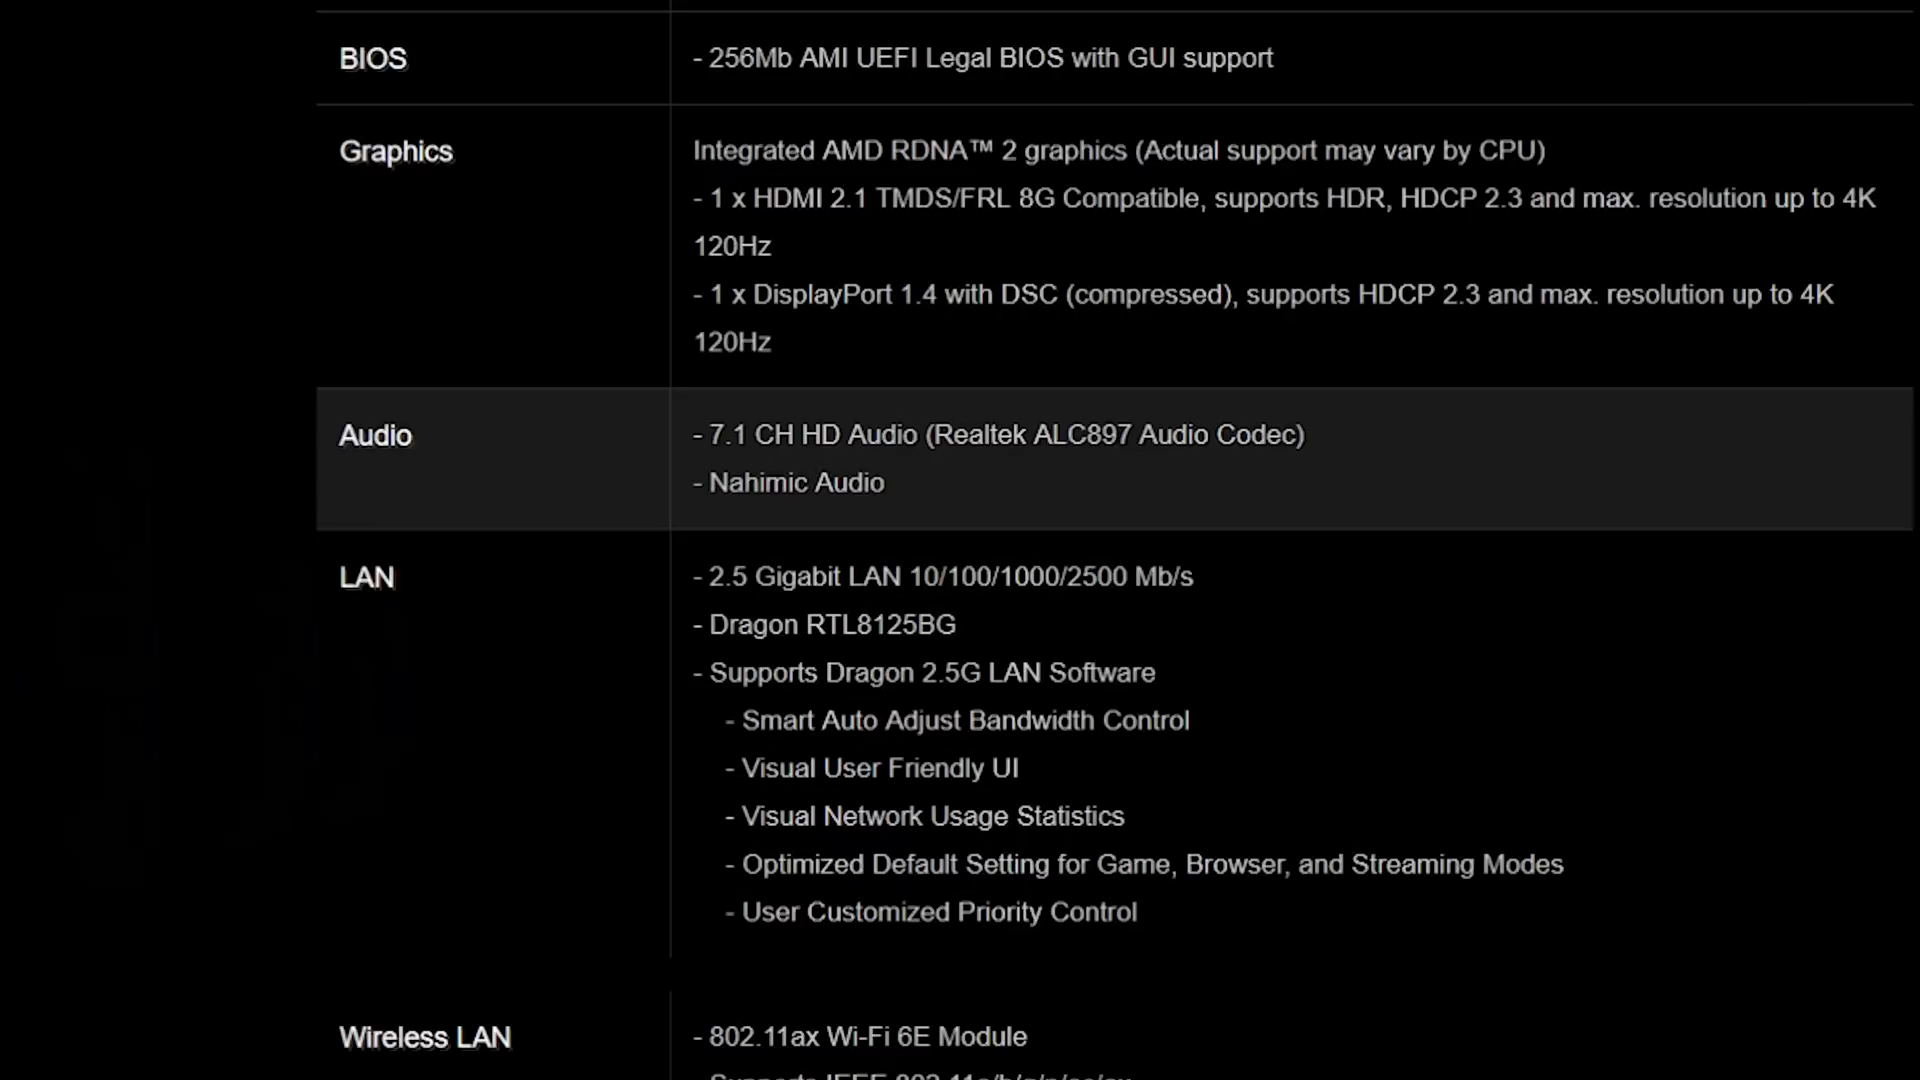 BIOS
- 256Mb AMI UEFI Legal BIOS with GUI support
Graphics
Integrated AMD RDNA™ 2 graphics (Actual support may vary by CPU)
- 1 x HDMI 2.1 TMDS/FRL 8G Compatible, supports HDR, HDCP 2.3 and max. resolution up to 4K
120Hz
- 1 x DisplayPort 1.4 with DSC (compressed), supports HDCP 2.3 and max. resolution up to 4K
120Hz
Audio
- 7.1 CH HD Audio (Realtek ALC897 Audio Codec)
- Nahimic Audio
LAN
- 2.5 Gigabit LAN 10/100/1000/2500 Mb/s
- Dragon RTL8125BG
- Supports Dragon 2.5G LAN Software
- Smart Auto Adjust Bandwidth Control
- Visual User Friendly UI
- Visual Network Usage Statistics
- Optimized Default Setting for Game, Browser, and Streaming Modes
- User Customized Priority Control
Wireless LAN
- 802.11ax Wi-Fi 6E Module
Supports IEEE